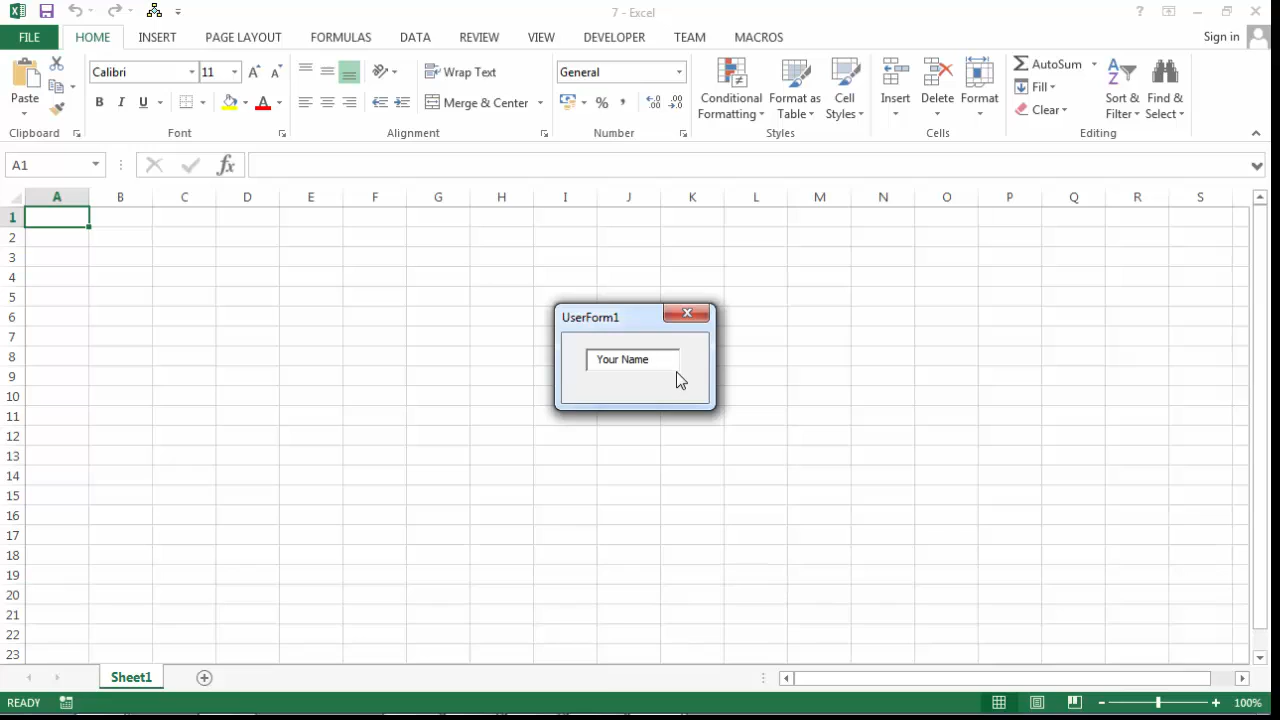 7 - Excel
FILE HOME INSERT PAGE LAYOUT FORMULAS DATA REVIEW VIEW DEVELOPER TEAM MACROS Sign in
Paste
Clipboard
Calibri 11
B I U
Font
Wrap Text
Merge & Center
Alignment
General
% ,
Number
Conditional
Formatting
Format as
Table
Cell
Styles
Styles
Insert
Delete
Format
Cells
AutoSum
Fill
Clear
Sort &
Filter
Find &
Select
Editing
A1 fx
A B C D E F G H I J K L M N O P Q R S
1
2
3
4
5
6
7
8
9
10
11
12
13
14
15
16
17
18
19
20
21
22
23
UserForm1
Your Name
Sheet1
READY 100%